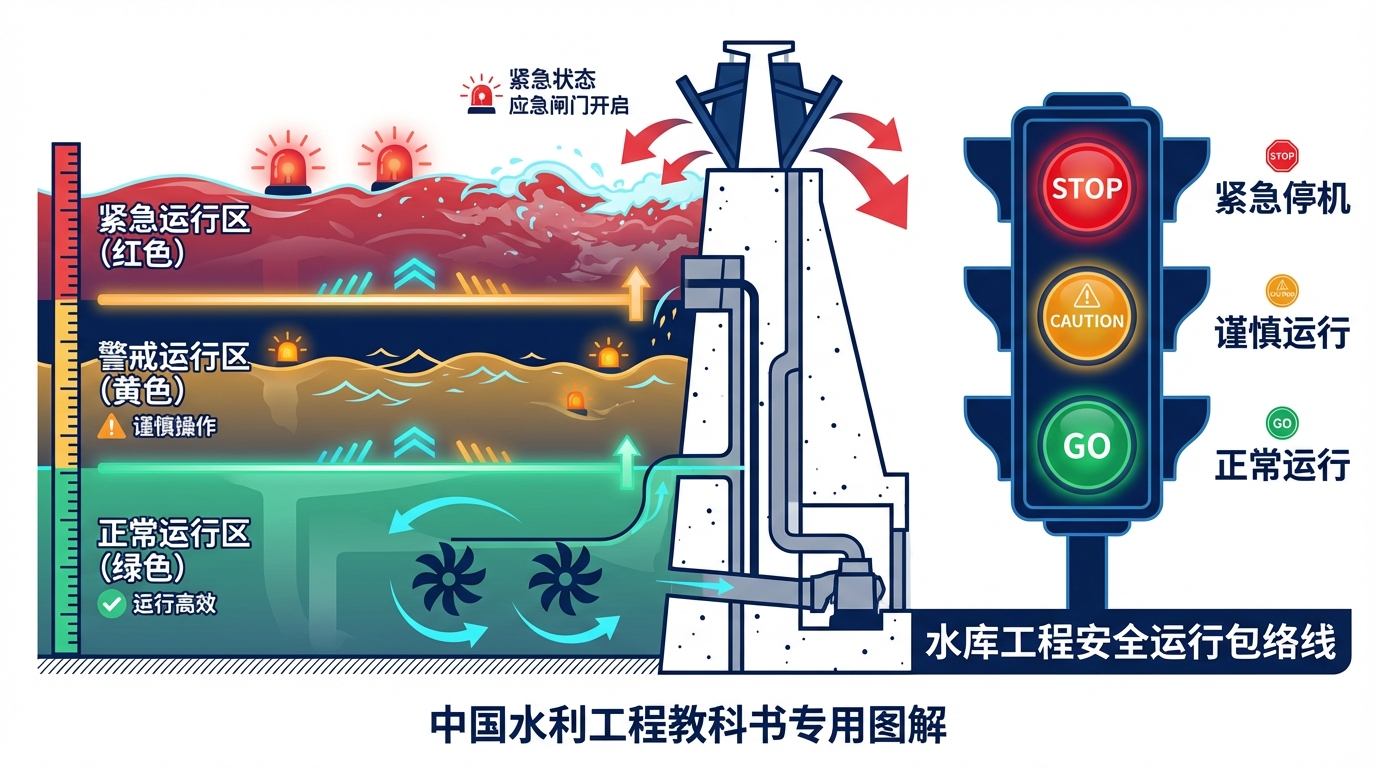 紧急状态
应急闸门开启
紧急运行区
(红色)
警戒运行区
(黄色)
谨慎操作
正常运行区
(绿色)
运行高效
STOP
CAUTION
GO
STOP
紧急停机
谨慎运行
GO
正常运行
水库工程安全运行包络线
中国水利工程教科书专用图解